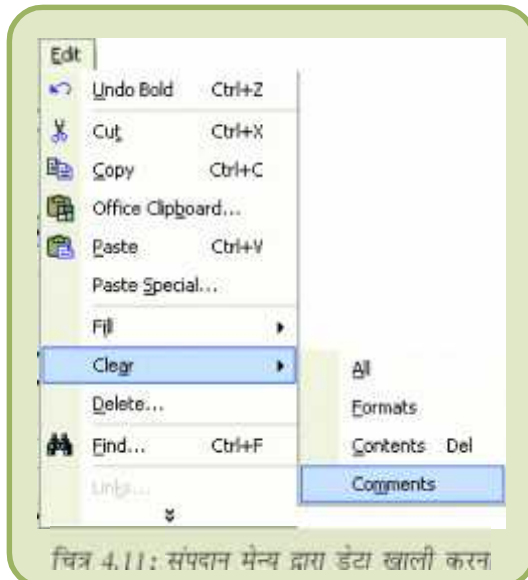 Edit
Undo Bold Ctrl+Z
Cut Ctrl+X
Copy Ctrl+C
Office Clipboard...
Paste Ctrl+V
Paste Special...
Fill
Clear All
Formats
Delete...
Contents Del
Find... Ctrl+F
Comments
Links...
चित्र 4.11: संपदान मेन्य द्वारा डेटा खाली करन